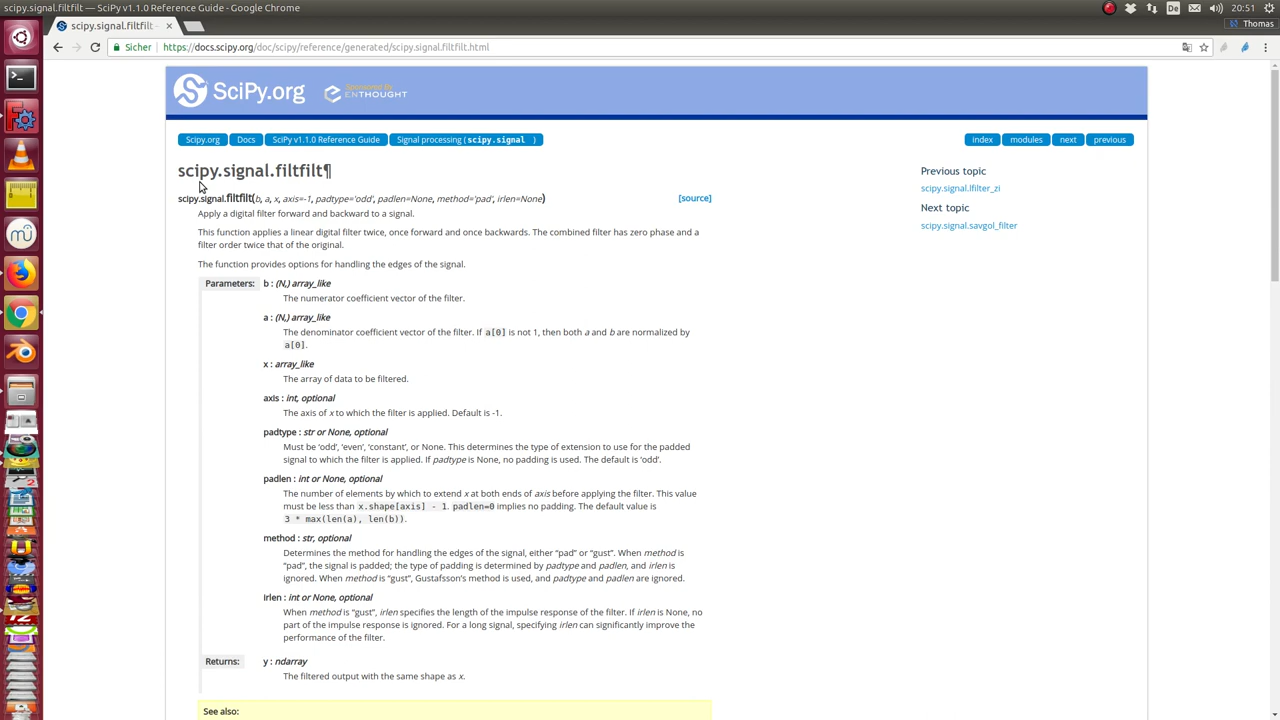 scipy.signal.filtfilt — SciPy v1.1.0 Reference Guide - Google Chrome
De
20:51
scipy.signal.filtfilt -
Thomas
Sicher
https://docs.scipy.org/doc/scipy/reference/generated/scipy.signal.filtfilt.html
SciPy.org
Sponsored By
ENTHOUGHT
Scipy.org
Docs
SciPy v1.1.0 Reference Guide
Signal processing (scipy.signal )
index
modules
next
previous
scipy.signal.filtfilt¶
scipy.signal.filtfilt(b, a, x, axis=-1, padtype='odd', padlen=None, method='pad', irlen=None)
[source]
Apply a digital filter forward and backward to a signal.
This function applies a linear digital filter twice, once forward and once backwards. The combined filter has zero phase and a
filter order twice that of the original.
The function provides options for handling the edges of the signal.
Parameters:
b : (N,) array_like
The numerator coefficient vector of the filter.
a : (N,) array_like
The denominator coefficient vector of the filter. If a[0] is not 1, then both a and b are normalized by
a[0].
x : array_like
The array of data to be filtered.
axis : int, optional
The axis of x to which the filter is applied. Default is -1.
padtype : str or None, optional
Must be ‘odd’, ‘even’, ‘constant’, or None. This determines the type of extension to use for the padded
signal to which the filter is applied. If padtype is None, no padding is used. The default is ‘odd’.
padlen : int or None, optional
The number of elements by which to extend x at both ends of axis before applying the filter. This value
must be less than x.shape[axis] - 1. padlen=0 implies no padding. The default value is
3 * max(len(a), len(b)).
method : str, optional
Determines the method for handling the edges of the signal, either “pad” or “gust”. When method is
“pad”, the signal is padded; the type of padding is determined by padtype and padlen, and irlen is
ignored. When method is “gust”, Gustafsson’s method is used, and padtype and padlen are ignored.
irlen : int or None, optional
When method is “gust”, irlen specifies the length of the impulse response of the filter. If irlen is None, no
part of the impulse response is ignored. For a long signal, specifying irlen can significantly improve the
performance of the filter.
Returns:
y : ndarray
The filtered output with the same shape as x.
See also:
Previous topic
scipy.signal.lfilter_zi
Next topic
scipy.signal.savgol_filter